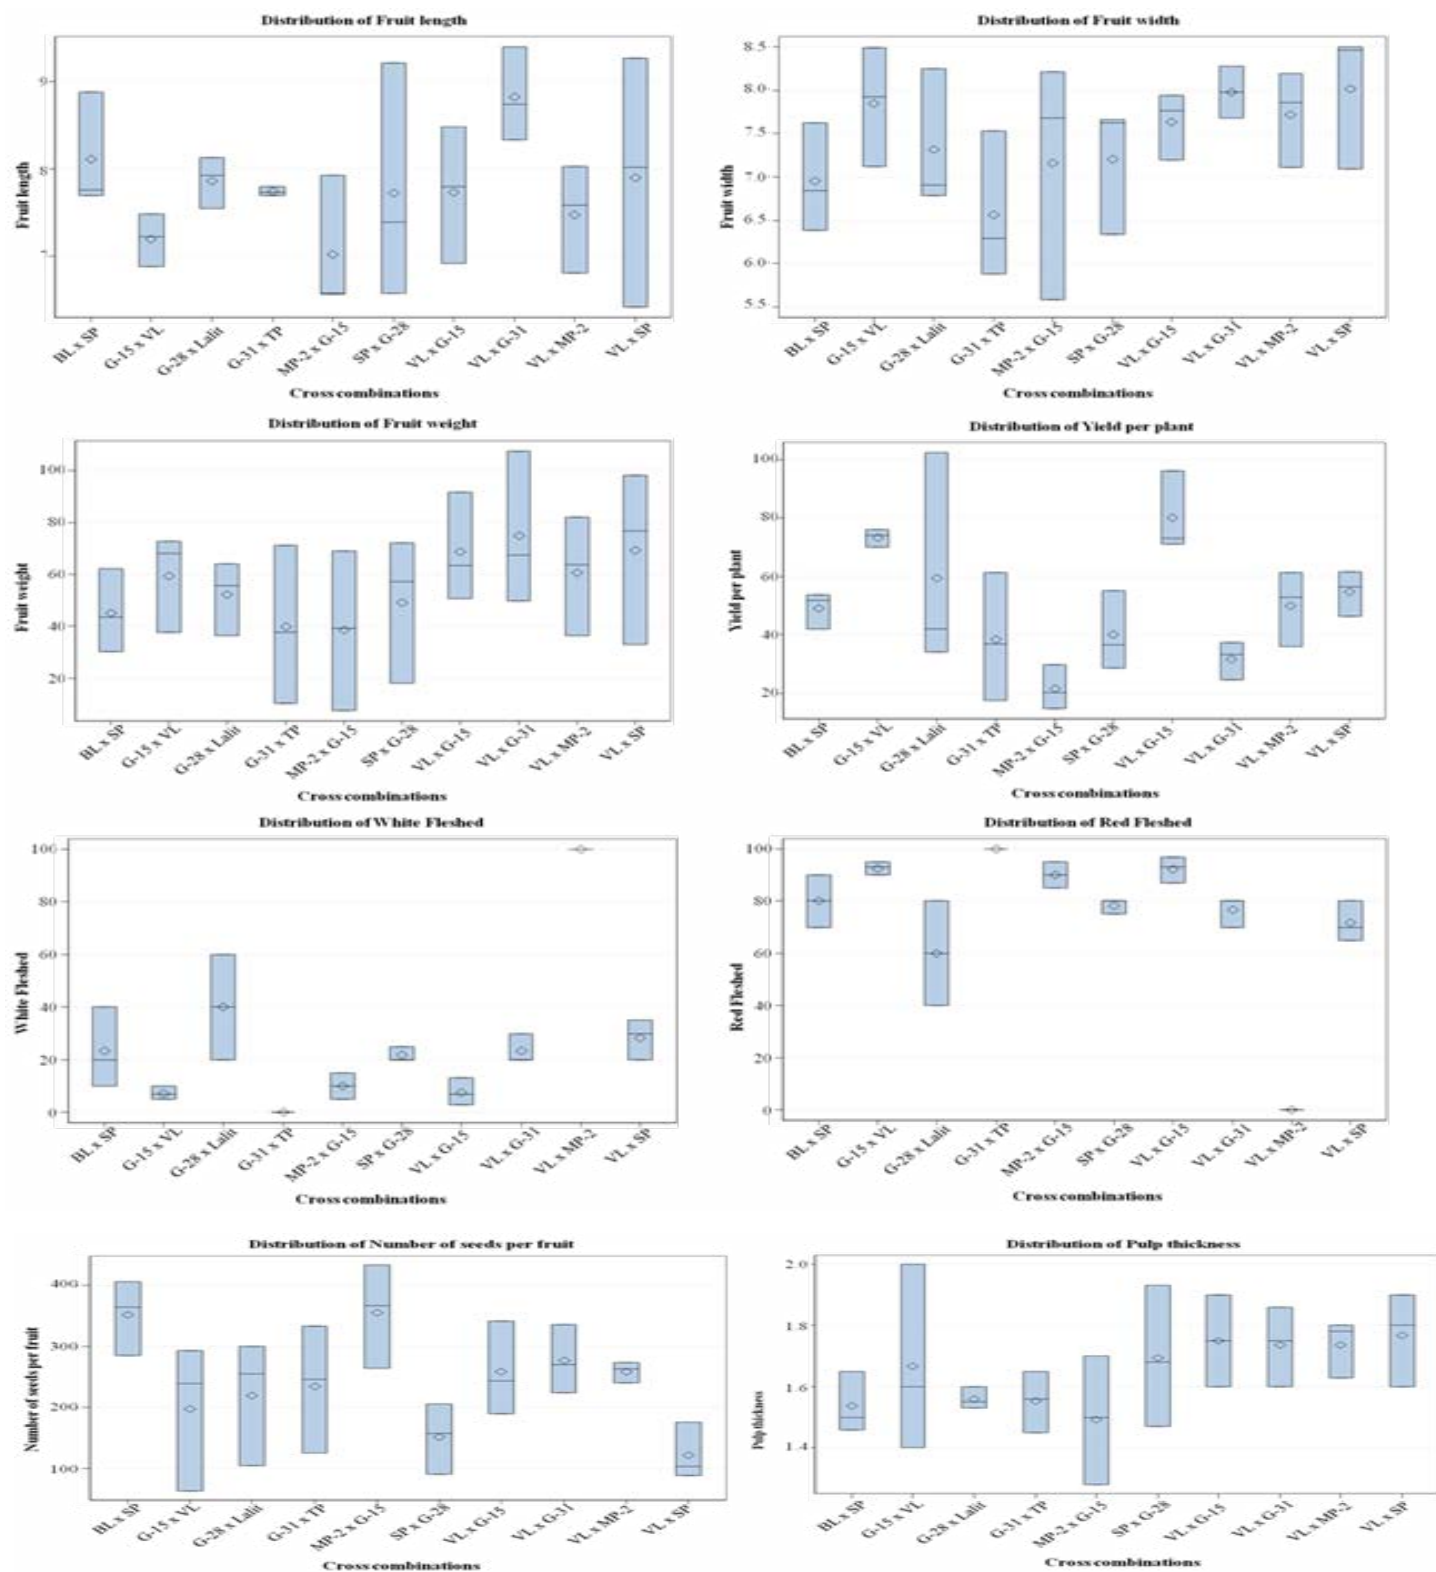 Distribution of Fruit length
Fruit length
9
8
BL x SP
G-15 x VL
G-28 x Lalit
G-31 x TP
MP-2 x G-15
SP x G-28
VL x G-15
VL x G-31
VL x MP-2
VL x SP
Cross combinations
Distribution of Fruit width
Fruit width
8.5
8.0
7.5
7.0
6.5
6.0
5.5
BL x SP
G-15 x VL
G-28 x Lalit
G-31 x TP
MP-2 x G-15
SP x G-28
VL x G-15
VL x G-31
VL x MP-2
VL x SP
Cross combinations
Distribution of Fruit weight
Fruit weight
100
80
60
40
20
BL x SP
G-15 x VL
G-28 x Lalit
G-31 x TP
MP-2 x G-15
SP x G-28
VL x G-15
VL x G-31
VL x MP-2
VL x SP
Cross combinations
Distribution of Yield per plant
Yield per plant
100
80
60
40
20
BL x SP
G-15 x VL
G-28 x Lalit
G-31 x TP
MP-2 x G-15
SP x G-28
VL x G-15
VL x G-31
VL x MP-2
VL x SP
Cross combinations
Distribution of White Fleshed
White Fleshed
100
80
60
40
20
0
BL x SP
G-15 x VL
G-28 x Lalit
G-31 x TP
MP-2 x G-15
SP x G-28
VL x G-15
VL x G-31
VL x MP-2
VL x SP
Cross combinations
Distribution of Red Fleshed
Red Fleshed
100
80
60
40
20
0
BL x SP
G-15 x VL
G-28 x Lalit
G-31 x TP
MP-2 x G-15
SP x G-28
VL x G-15
VL x G-31
VL x MP-2
VL x SP
Cross combinations
Distribution of Number of seeds per fruit
Number of seeds per fruit
400
300
200
100
BL x SP
G-15 x VL
G-28 x Lalit
G-31 x TP
MP-2 x G-15
SP x G-28
VL x G-15
VL x G-31
VL x MP-2
VL x SP
Cross combinations
Distribution of Pulp thickness
Pulp thickness
2.0
1.8
1.6
1.4
BL x SP
G-15 x VL
G-28 x Lalit
G-31 x TP
MP-2 x G-15
SP x G-28
VL x G-15
VL x G-31
VL x MP-2
VL x SP
Cross combinations